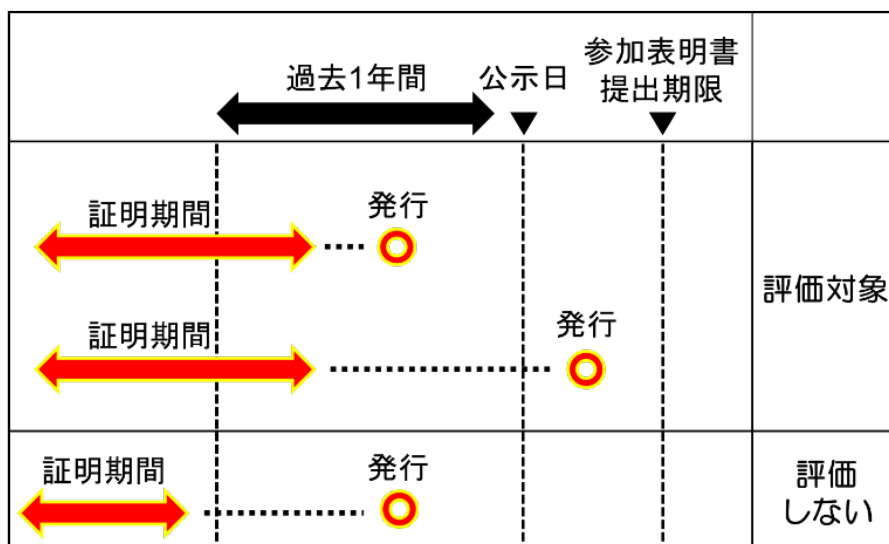 過去1年間
公示日
参加表明書
提出期限
証明期間
発行
証明期間
発行
評価対象
証明期間
発行
評価
しない